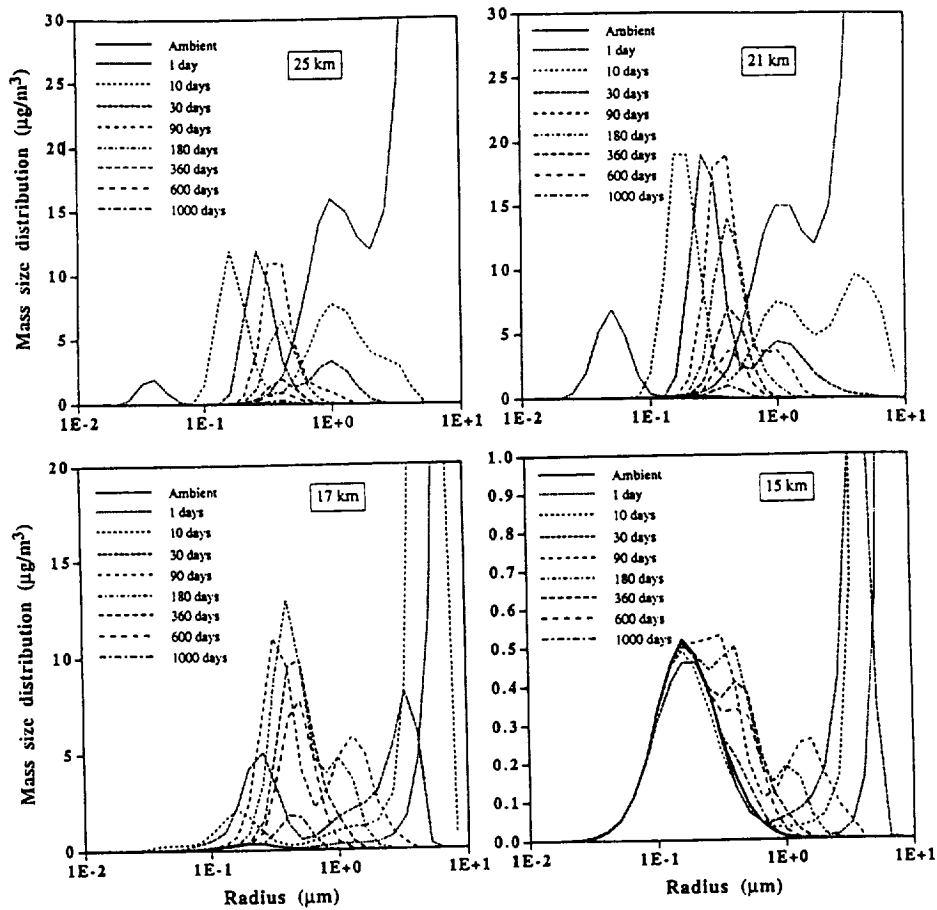 Mass size distribution (µg/m³)
30
25
20
15
10
5
0
Ambient
1 day
10 days
30 days
90 days
180 days
360 days
600 days
1000 days
25 km
1E-2
1E-1
1E+0
1E+1
30
25
20
15
10
5
0
Ambient
1 day
10 days
30 days
90 days
180 days
360 days
600 days
1000 days
21 km
1E-2
1E-1
1E+0
1E+1
Mass size distribution (µg/m³)
20
15
10
5
0
Ambient
1 day
10 days
30 days
90 days
180 days
360 days
600 days
1000 days
17 km
1E-2
1E-1
1E+0
1E+1
Radius (µm)
1.0
0.9
0.8
0.7
0.6
0.5
0.4
0.3
0.2
0.1
0.0
Ambient
1 day
10 days
30 days
90 days
180 days
360 days
600 days
1000 days
15 km
1E-2
1E-1
1E+0
1E+1
Radius (µm)